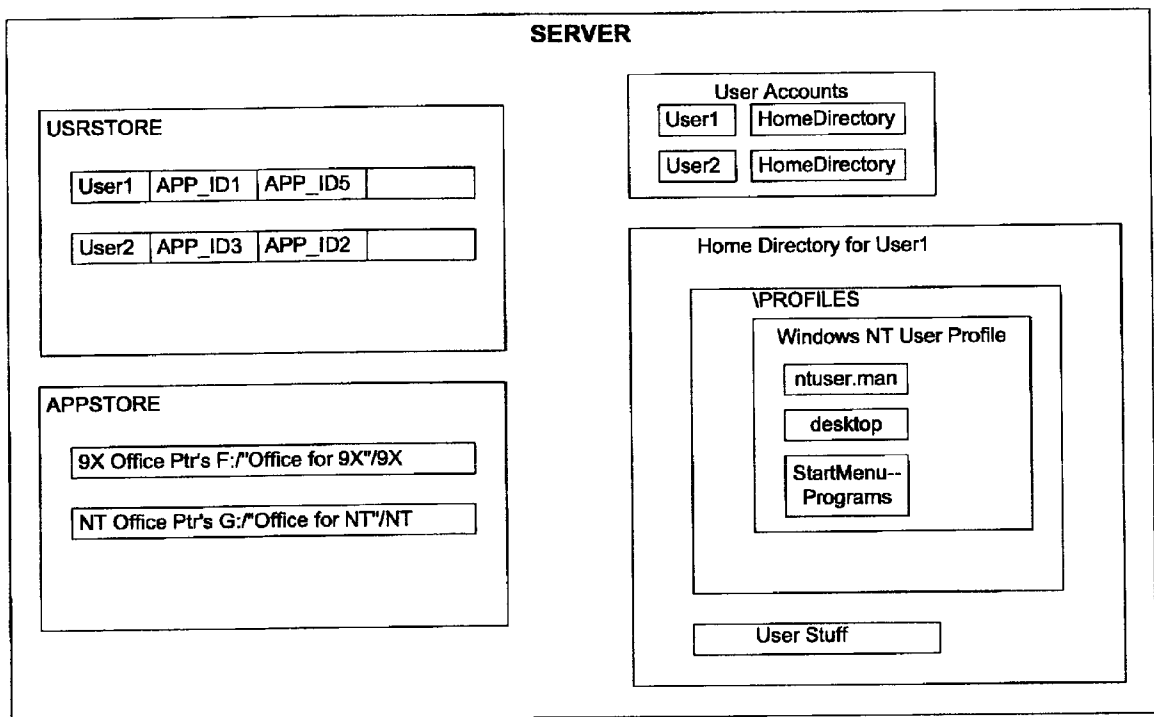 SERVER
USRSTORE
User1 APP_ID1 APP_ID5
User2 APP_ID3 APP_ID2
APPSTORE
9X Office Ptr's F:/"Office for 9X"/9X
NT Office Ptr's G:/"Office for NT"/NT
User Accounts
User1 HomeDirectory
User2 HomeDirectory
Home Directory for User1
\PROFILES
Windows NT User Profile
ntuser.man
desktop
StartMenu--
Programs
User Stuff